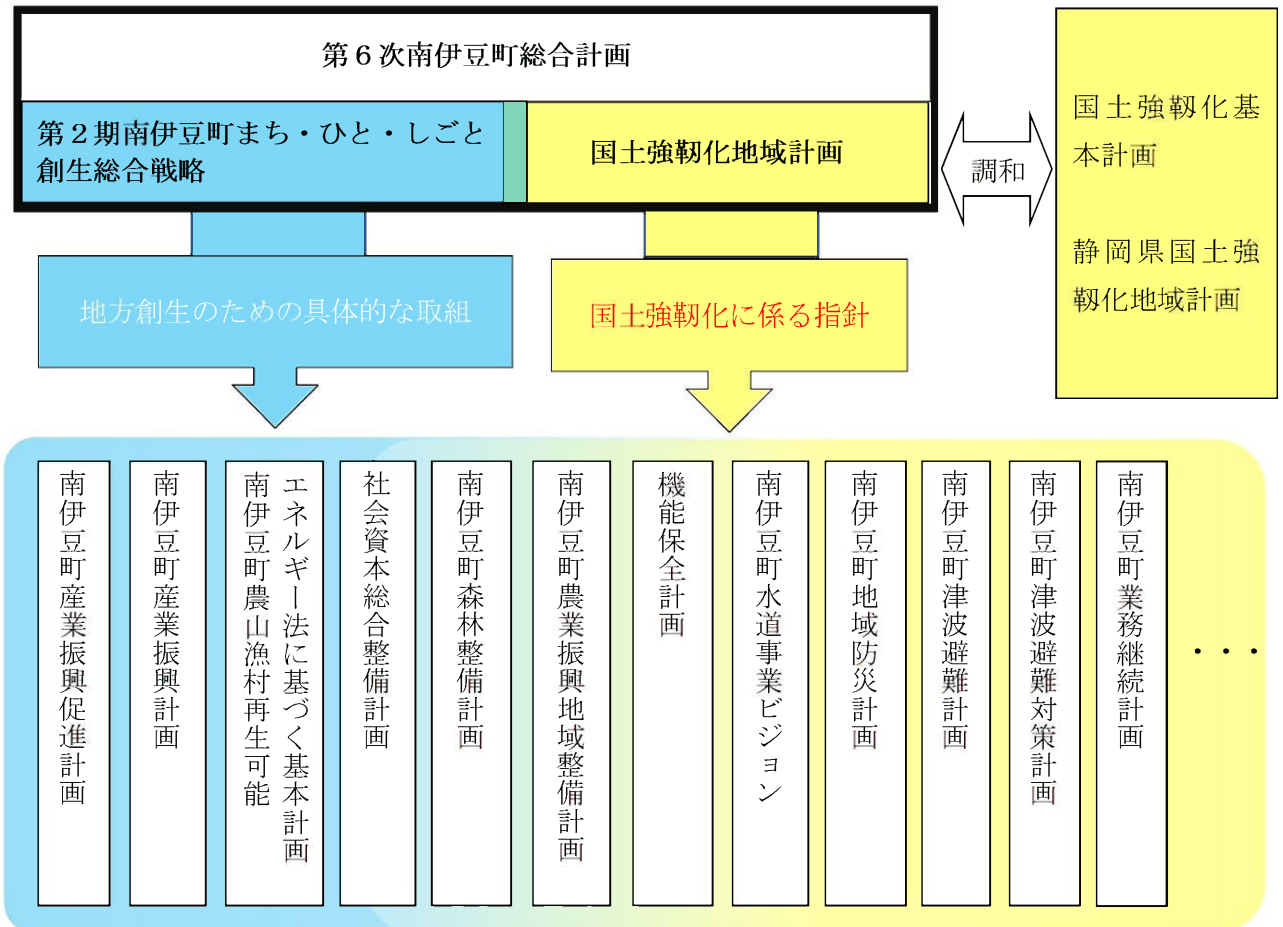 第６次南伊豆町総合計画
第２期南伊豆町まち・ひと・しごと
創生総合戦略
国土強靱化地域計画
調和
国土強靱化基
本計画
静岡県国土強
靱化地域計画
地方創生のための具体的な取組
国土強靱化に係る指針
南伊豆町産業振興促進計画
南伊豆町産業振興計画
南伊豆町農山漁村再生可能
エネルギー法に基づく基本計画
社会資本総合整備計画
南伊豆町森林整備計画
南伊豆町農業振興地域整備計画
機能保全計画
南伊豆町水道事業ビジョン
南伊豆町地域防災計画
南伊豆町津波避難計画
南伊豆町津波避難対策計画
南伊豆町業務継続計画
・・・